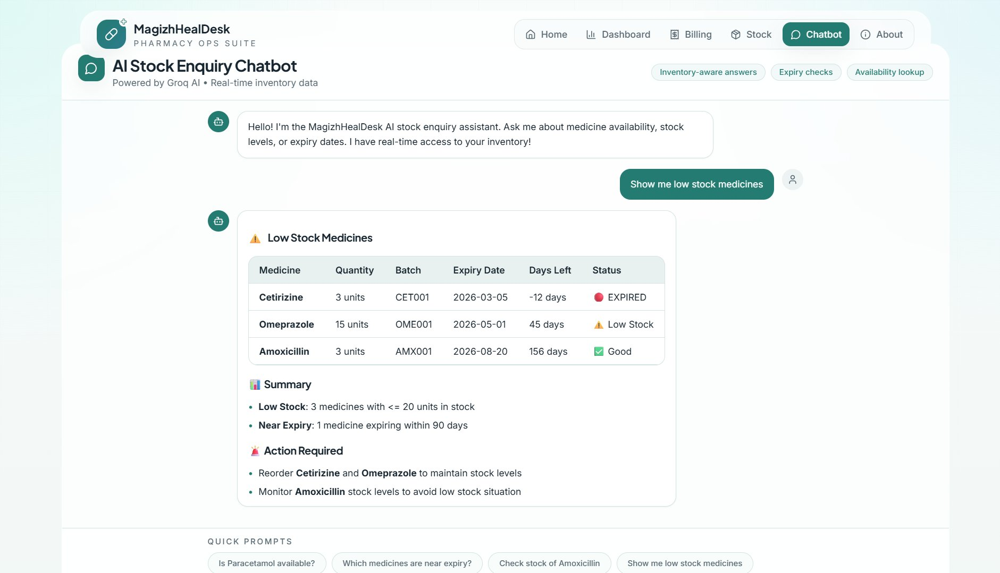 MagizhHealDesk
PHARMACY OPS SUITE
Home Dashboard Billing Stock Chatbot About
AI Stock Enquiry Chatbot
Powered by Groq AI • Real-time inventory data
Inventory-aware answers Expiry checks Availability lookup
Hello! I'm the MagizhHealDesk AI stock enquiry assistant. Ask me about medicine availability, stock
levels, or expiry dates. I have real-time access to your inventory!
Show me low stock medicines
⚠️ Low Stock Medicines
Medicine Quantity Batch Expiry Date Days Left Status
Cetirizine 3 units CET001 2026-03-05 -12 days 🔴 EXPIRED
Omeprazole 15 units OME001 2026-05-01 45 days ⚠️ Low Stock
Amoxicillin 3 units AMX001 2026-08-20 156 days ✅ Good
📊 Summary
• Low Stock: 3 medicines with <= 20 units in stock
• Near Expiry: 1 medicine expiring within 90 days
🚨 Action Required
• Reorder Cetirizine and Omeprazole to maintain stock levels
• Monitor Amoxicillin stock levels to avoid low stock situation
QUICK PROMPTS
Is Paracetamol available? Which medicines are near expiry? Check stock of Amoxicillin Show me low stock medicines